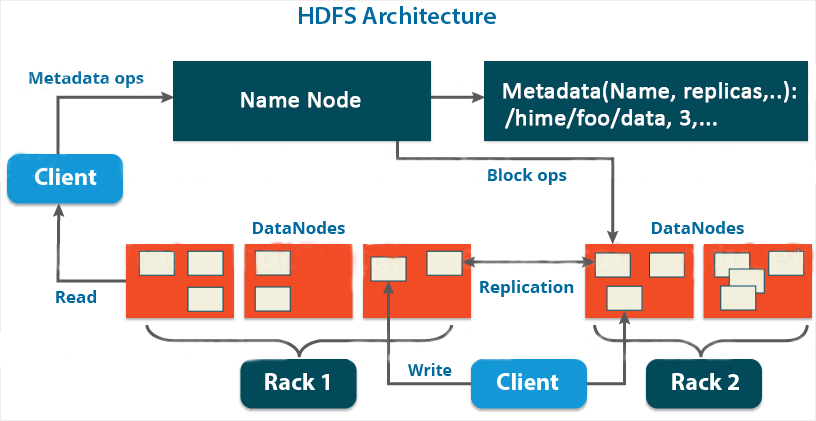 HDFS Architecture
Metadata ops
Name Node
Metadata(Name, replicas,..):
/hime/foo/data, 3,...
Client
Block ops
DataNodes
DataNodes
Read
Replication
Write
Rack 1
Client
Rack 2